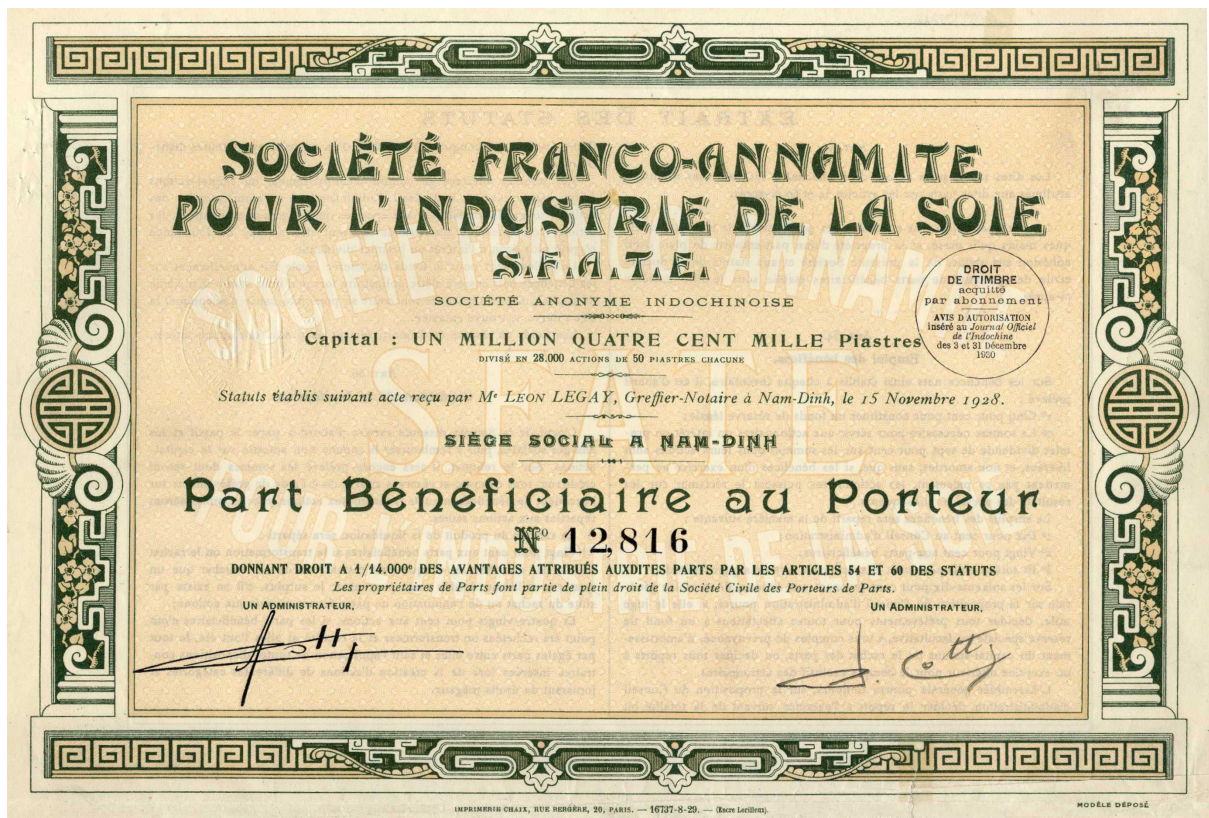 SOCIÉTÉ FRANCO-ANNAMITE
POUR L'INDUSTRIE DE LA SOIE
S.F.A.T.E.
SOCIÉTÉ ANONYME INDOCHINOISE
Capital : UN MILLION QUATRE CENT MILLE Piastres
DIVISÉ EN 28.000 ACTIONS DE 50 PIASTRES CHACUNE
DROIT
DE TIMBRE
acquitté
par abonnement
AVIS D'AUTORISATION
inséré au Journal Officiel
de l'Indochine
des 3 et 31 Décembre
1930
Statuts établis suivant acte reçu par Me LEON LEGAY, Greffier-Notaire à Nam-Dinh, le 15 Novembre 1928.
SIÈGE SOCIAL A NAM-DINH
Part Bénéficiaire au Porteur
No 12,816
DONNANT DROIT A 1/14.000e DES AVANTAGES ATTRIBUÉS AUXDITES PARTS PAR LES ARTICLES 54 ET 60 DES STATUTS
Les propriétaires de Parts font partie de plein droit de la Société Civile des Porteurs de Parts.
UN ADMINISTRATEUR, UN ADMINISTRATEUR,
IMPRIMERIE CHAIX, RUE BERGÈRE, 20, PARIS. — 16737-8-29. — (Encre Lorilleux).
MODÈLE DÉPOSÉ